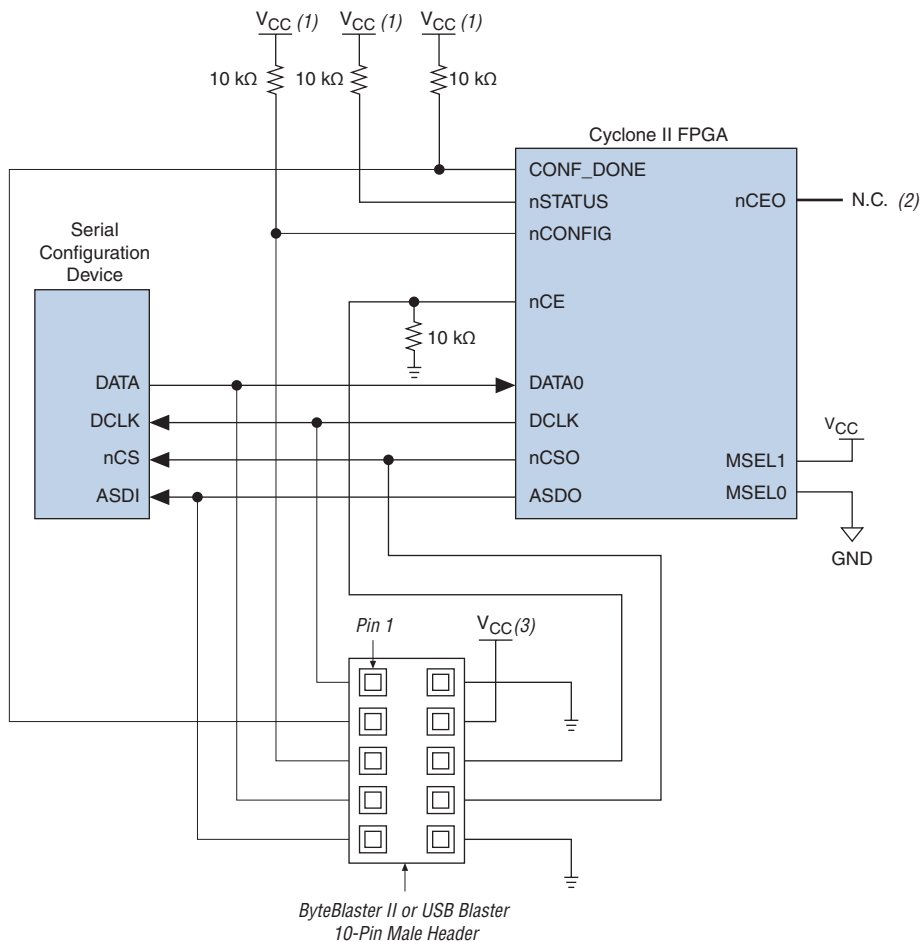 VCC (1) VCC (1) VCC (1)
10 kΩ 10 kΩ 10 kΩ
Cyclone II FPGA
CONF_DONE
nSTATUS
nCEO
N.C. (2)
nCONFIG
Serial
Configuration
Device
nCE
10 kΩ
DATA
DATA0
DCLK
DCLK
VCC
nCS
nCSO
MSEL1
ASDI
ASDO
MSEL0
GND
Pin 1
VCC (3)
ByteBlaster II or USB Blaster
10-Pin Male Header